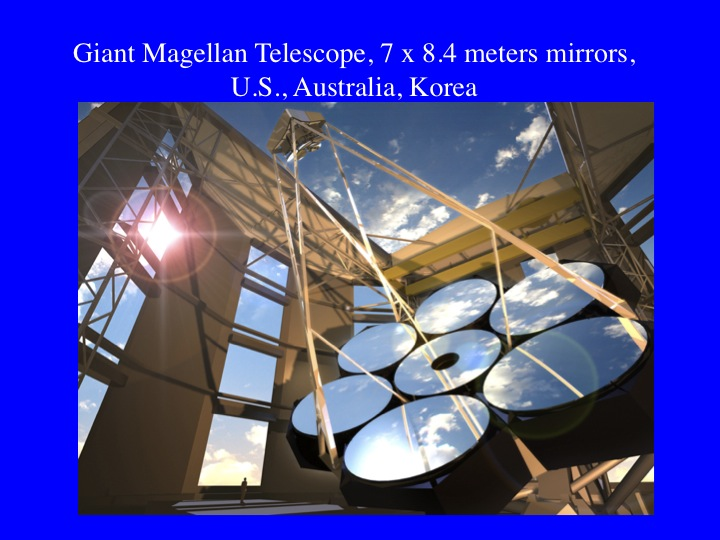 Giant Magellan Telescope, 7 x 8.4 meters mirrors,
U.S., Australia, Korea